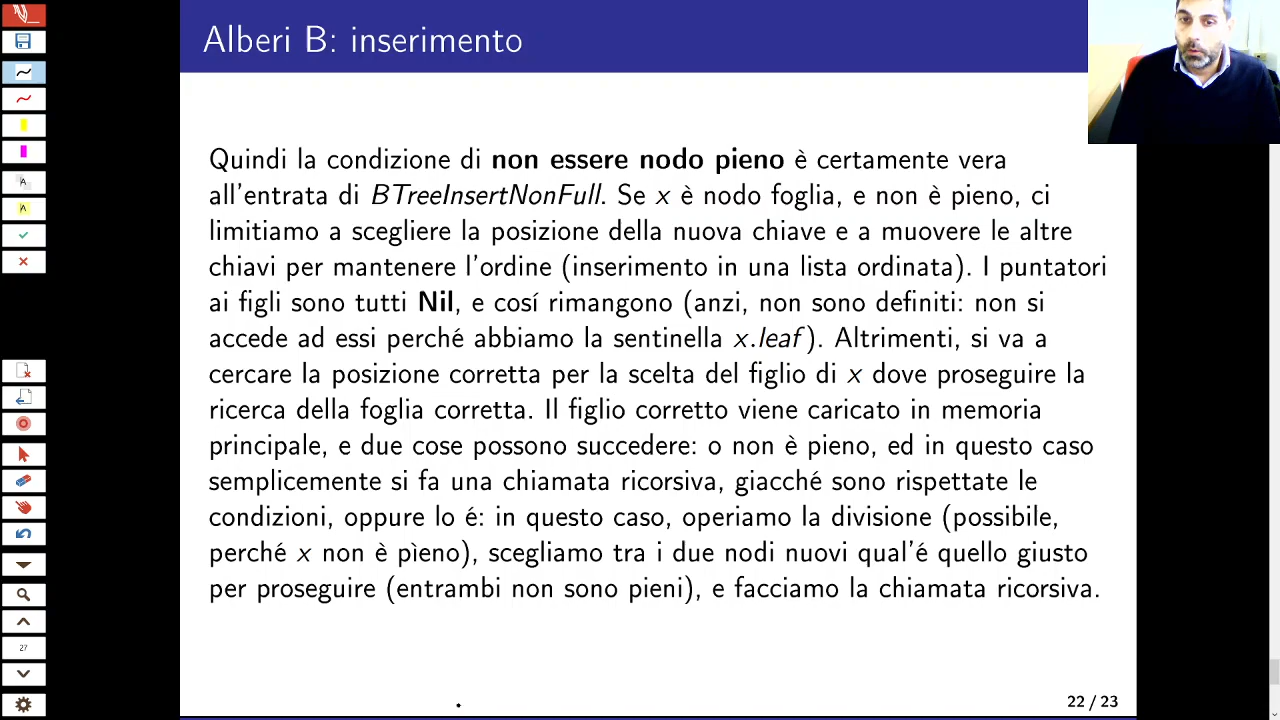 Alberi B: inserimento
Quindi la condizione di non essere nodo pieno è certamente vera
all'entrata di BTreeInsertNonFull. Se x è nodo foglia, e non è pieno, ci
limitiamo a scegliere la posizione della nuova chiave e a muovere le altre
chiavi per mantenere l'ordine (inserimento in una lista ordinata). I puntatori
ai figli sono tutti Nil, e cosí rimangono (anzi, non sono definiti: non si
accede ad essi perché abbiamo la sentinella x.leaf). Altrimenti, si va a
cercare la posizione corretta per la scelta del figlio di x dove proseguire la
ricerca della foglia corretta. Il figlio corretto viene caricato in memoria
principale, e due cose possono succedere: o non è pieno, ed in questo caso
semplicemente si fa una chiamata ricorsiva, giacché sono rispettate le
condizioni, oppure lo é: in questo caso, operiamo la divisione (possibile,
perché x non è pìeno), scegliamo tra i due nodi nuovi qual'é quello giusto
per proseguire (entrambi non sono pieni), e facciamo la chiamata ricorsiva.
27
22 / 23